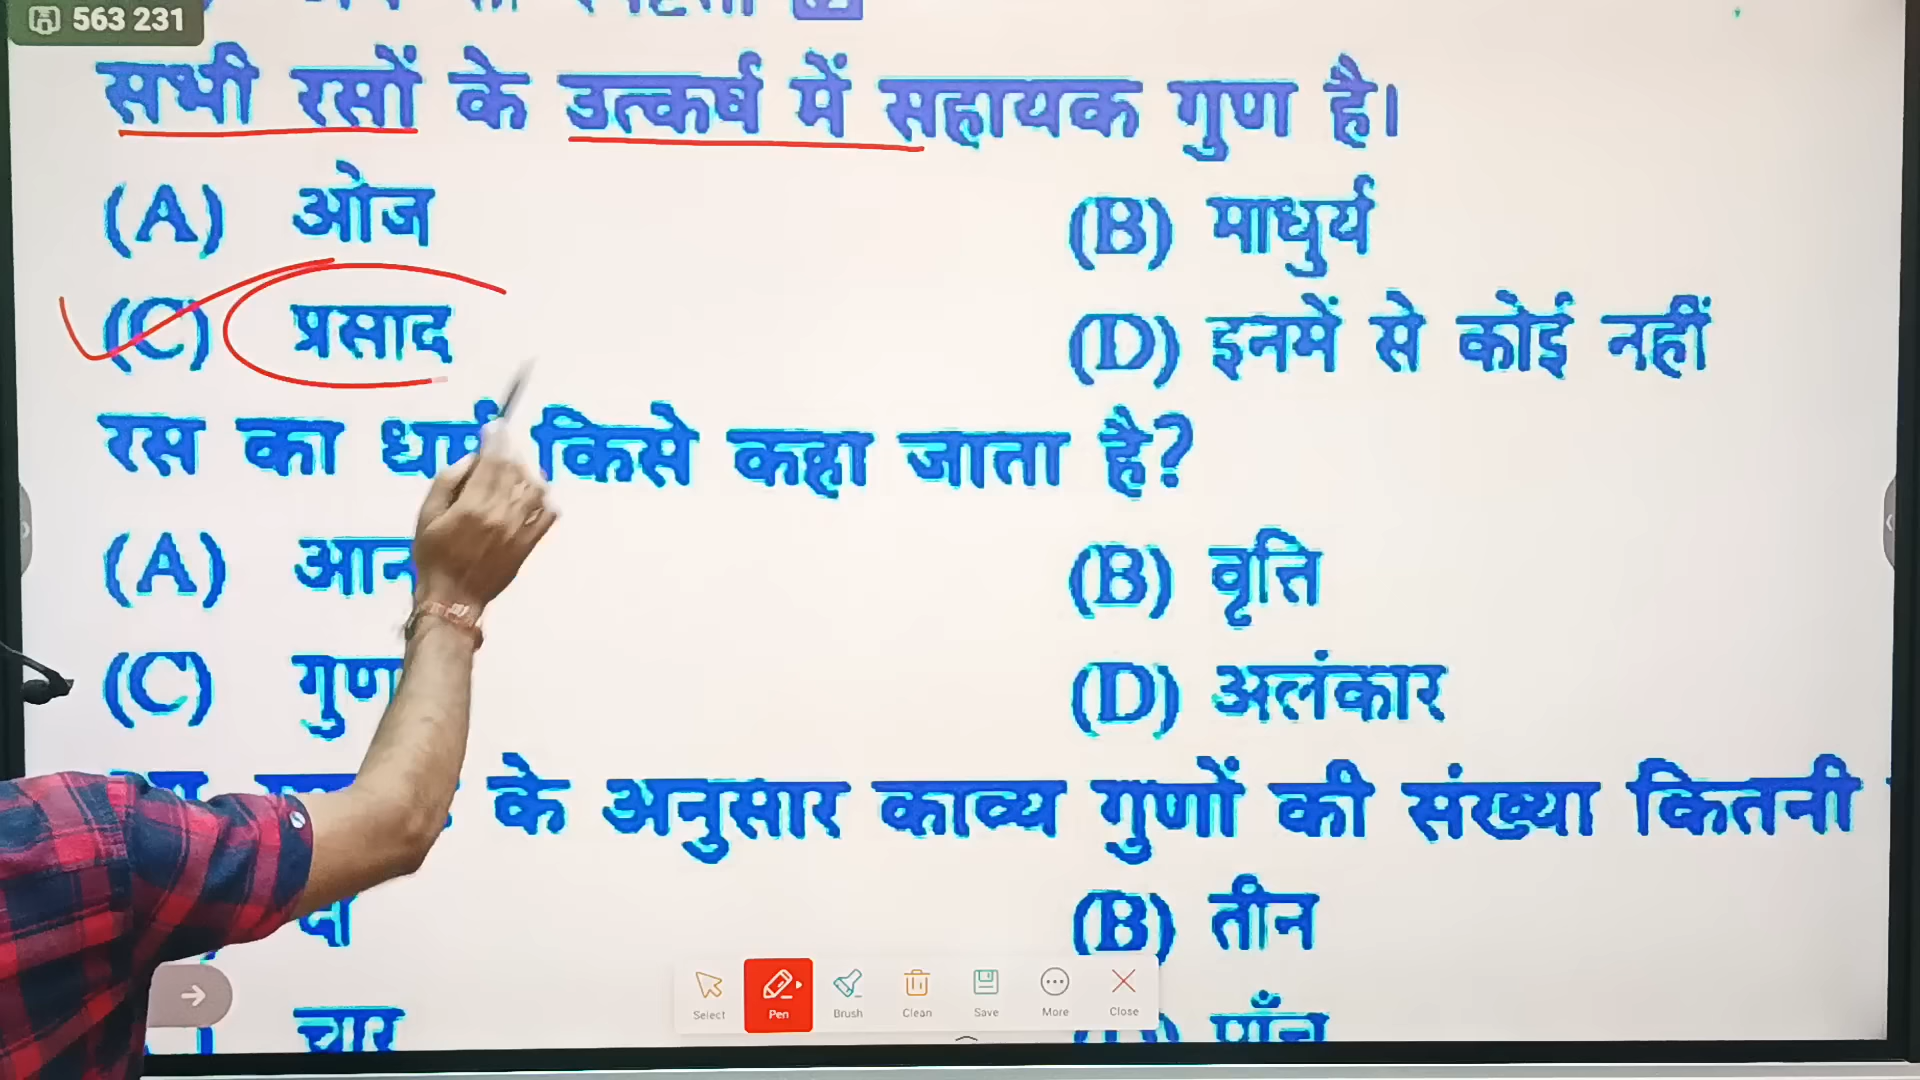 563 231
सभी रसों के उत्कर्ष में सहायक गुण है।
(A) ओज (B) माधुर्य
(C) प्रसाद (D) इनमें से कोई नहीं
रस का धर्म किसे कहा जाता है?
(A) (B) वृत्ति
(C) गुण (D) अलंकार
के अनुसार काव्य गुणों की संख्या कितनी
दो (B) तीन
चार (D) पाँच
Select Pen Brush Clean Save More Close